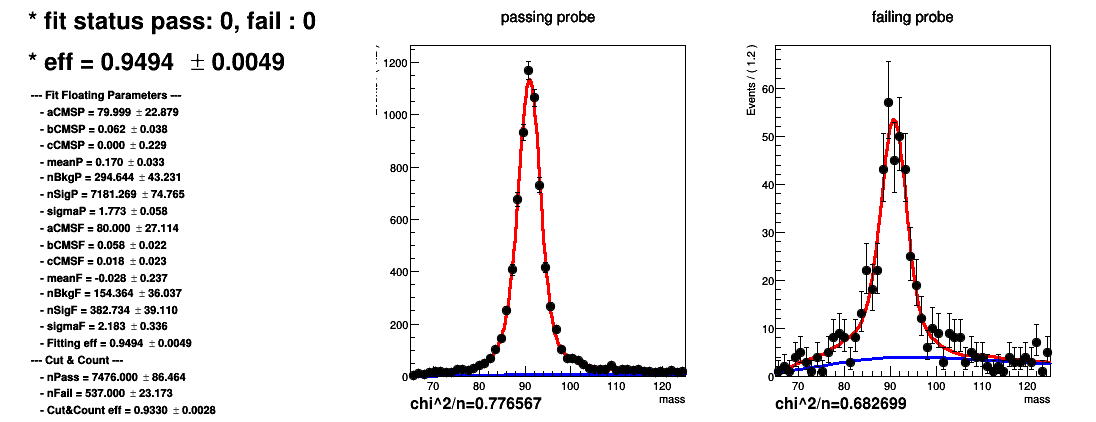 * fit status pass: 0, fail : 0
* eff = 0.9494 ± 0.0049
--- Fit Floating Parameters ---
- aCMSP = 79.999 ± 22.879
- bCMSP = 0.062 ± 0.038
- cCMSP = 0.000 ± 0.229
- meanP = 0.170 ± 0.033
- nBkgP = 294.644 ± 43.231
- nSigP = 7181.269 ± 74.765
- sigmaP = 1.773 ± 0.058
- aCMSF = 80.000 ± 27.114
- bCMSF = 0.058 ± 0.022
- cCMSF = 0.018 ± 0.023
- meanF = -0.028 ± 0.237
- nBkgF = 154.364 ± 36.037
- nSigF = 382.734 ± 39.110
- sigmaF = 2.183 ± 0.336
- Fitting eff = 0.9494 ± 0.0049
--- Cut & Count ---
- nPass = 7476.000 ± 86.464
- nFail = 537.000 ± 23.173
- Cut&Count eff = 0.9330 ± 0.0028
passing probe
1200
1000
800
600
400
200
0
70 80 90 100 110 120
mass
chi^2/n=0.776567
failing probe
Events / ( 1.2 )
60
50
40
30
20
10
0
70 80 90 100 110 120
mass
chi^2/n=0.682699